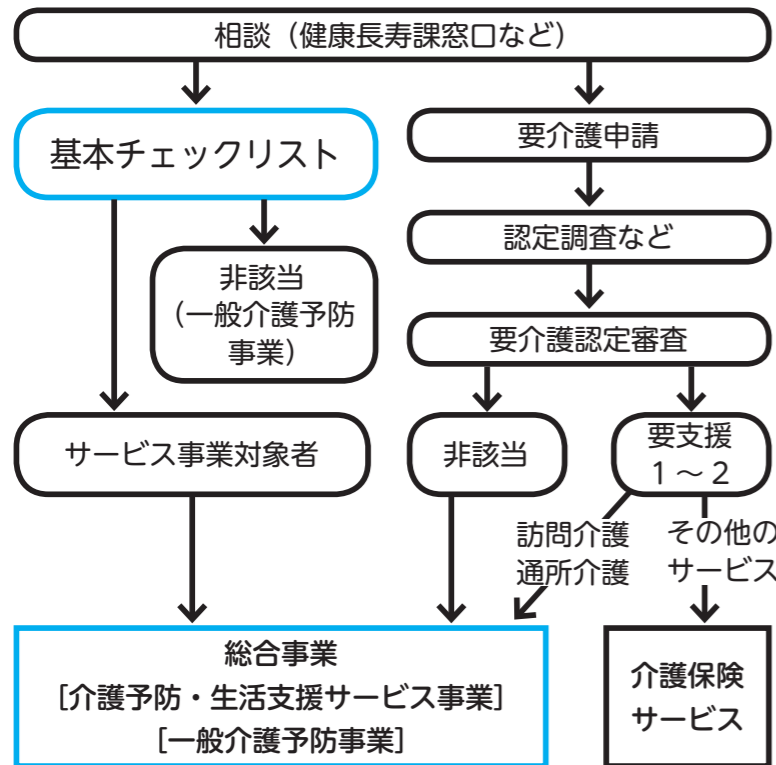 相談（健康長寿課窓口など）
基本チェックリスト
要介護申請
認定調査など
非該当
（一般介護予防
事業）
要介護認定審査
サービス事業対象者
非該当
要支援
1～2
訪問介護
通所介護
その他の
サービス
総合事業
［介護予防・生活支援サービス事業］
［一般介護予防事業］
介護保険
サービス